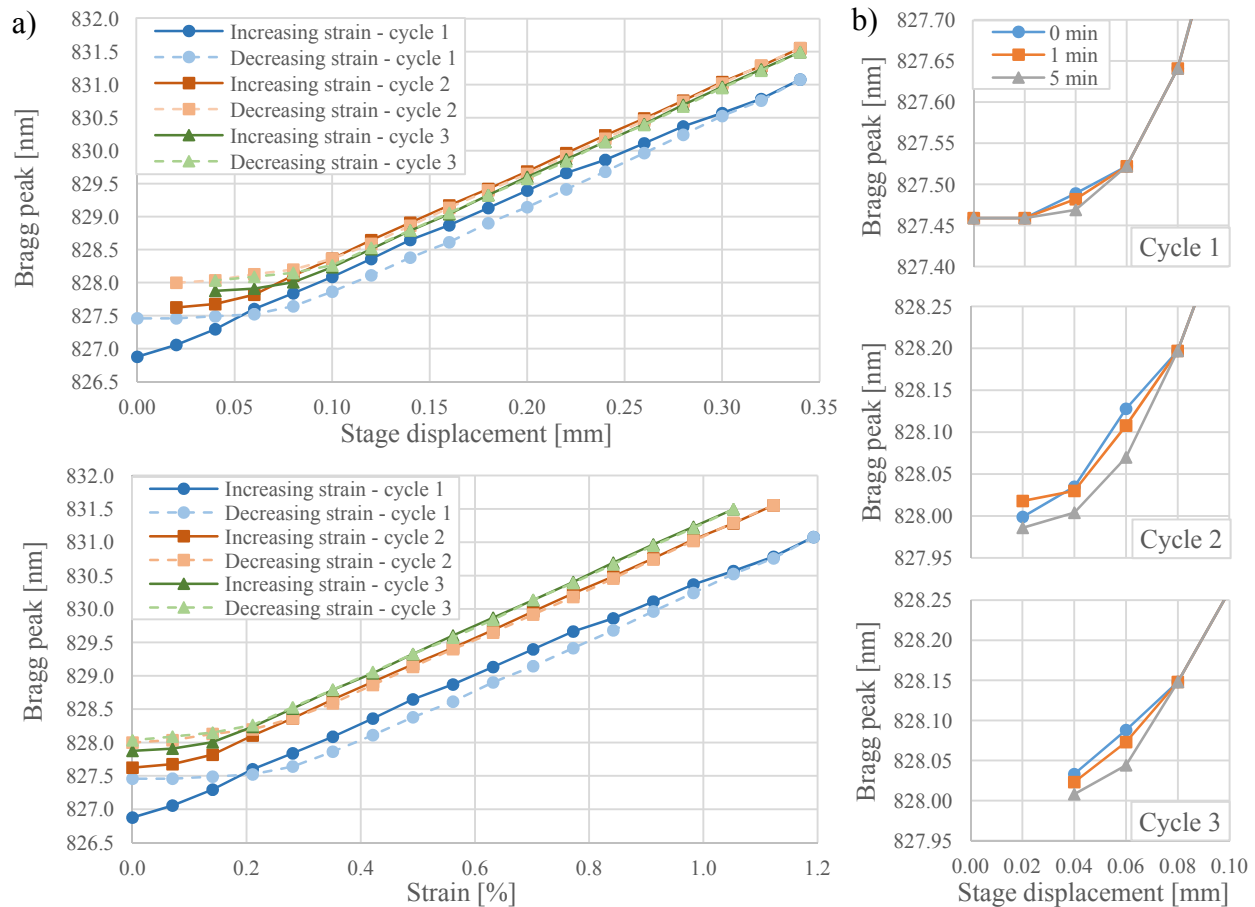 a)
832.0
831.5
831.0
830.5
830.0
829.5
829.0
828.5
828.0
827.5
827.0
826.5
Bragg peak [nm]
Increasing strain - cycle 1
Decreasing strain - cycle 1
Increasing strain - cycle 2
Decreasing strain - cycle 2
Increasing strain - cycle 3
Decreasing strain - cycle 3
0.00 0.05 0.10 0.15 0.20 0.25 0.30 0.35
Stage displacement [mm]
832.0
831.5
831.0
830.5
830.0
829.5
829.0
828.5
828.0
827.5
827.0
826.5
Bragg peak [nm]
Increasing strain - cycle 1
Decreasing strain - cycle 1
Increasing strain - cycle 2
Decreasing strain - cycle 2
Increasing strain - cycle 3
Decreasing strain - cycle 3
0.0 0.2 0.4 0.6 0.8 1.0 1.2
Strain [%]
b)
827.70
827.65
827.60
827.55
827.50
827.45
827.40
Bragg peak [nm]
0 min
1 min
5 min
Cycle 1
828.25
828.20
828.15
828.10
828.05
828.00
827.95
Bragg peak [nm]
Cycle 2
828.25
828.20
828.15
828.10
828.05
828.00
827.95
Bragg peak [nm]
Cycle 3
0.00 0.02 0.04 0.06 0.08 0.10
Stage displacement [mm]